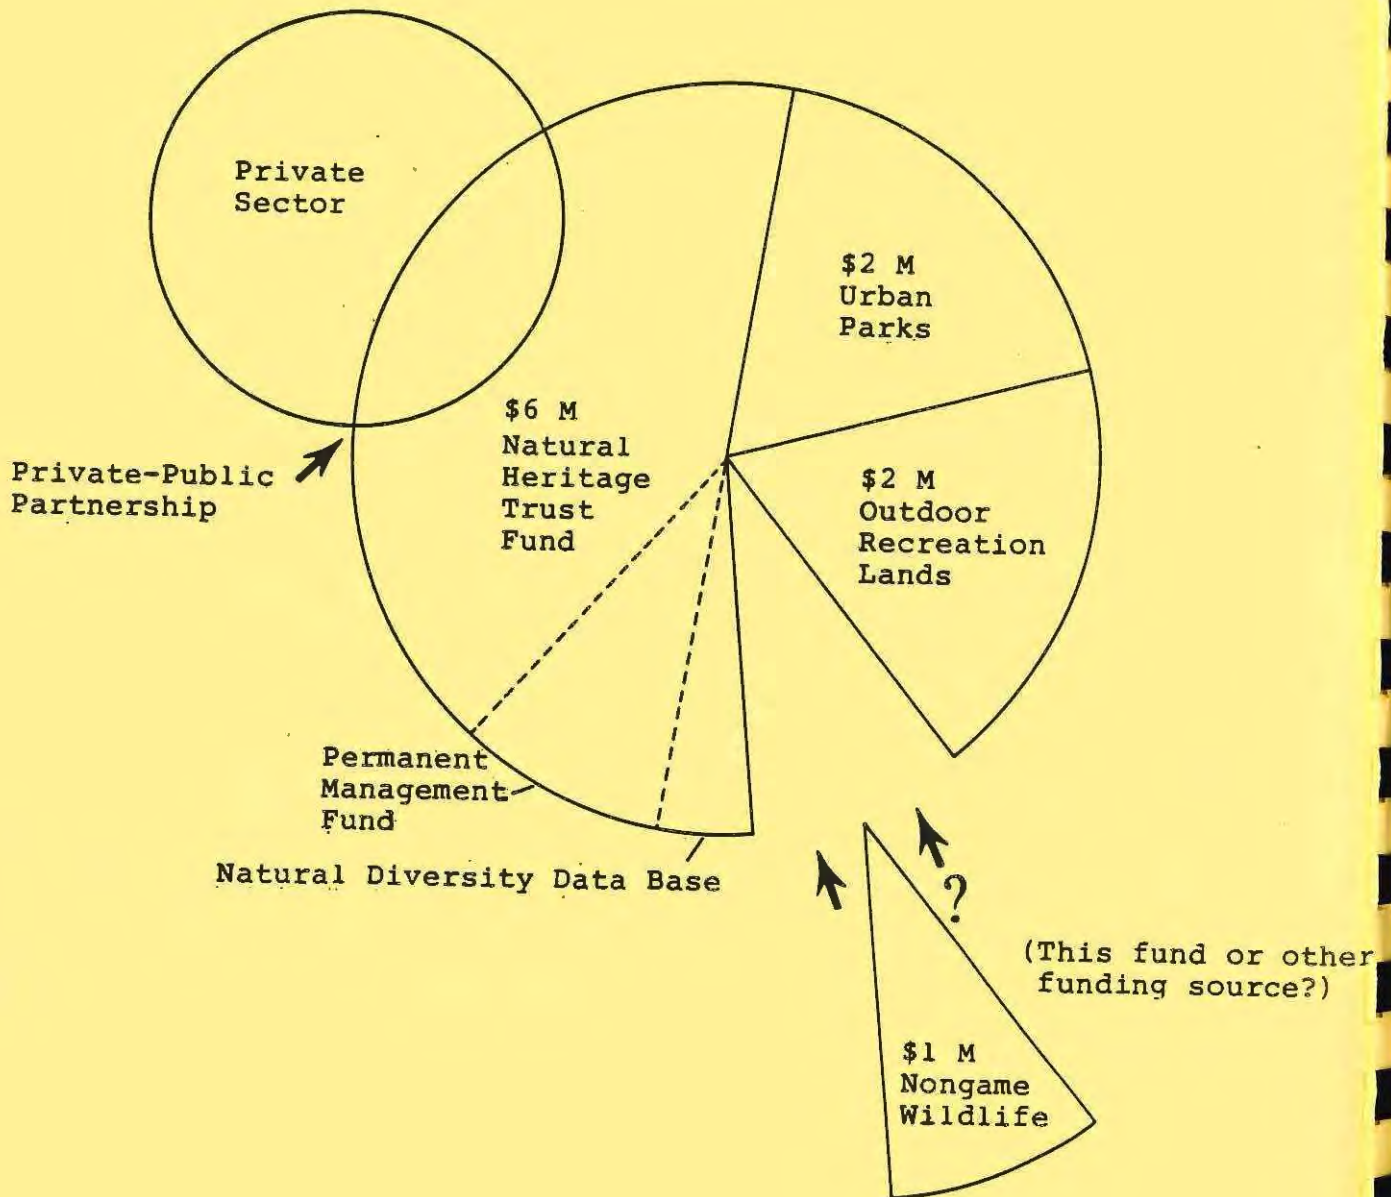 Private
Sector
$2 M
Urban
Parks
$6 M
Natural
Heritage
Trust
Fund
Private-Public
Partnership
$2 M
Outdoor
Recreation
Lands
Permanent
Management
Fund
Natural Diversity Data Base
?
(This fund or other
funding source?)
$1 M
Nongame
Wildlife